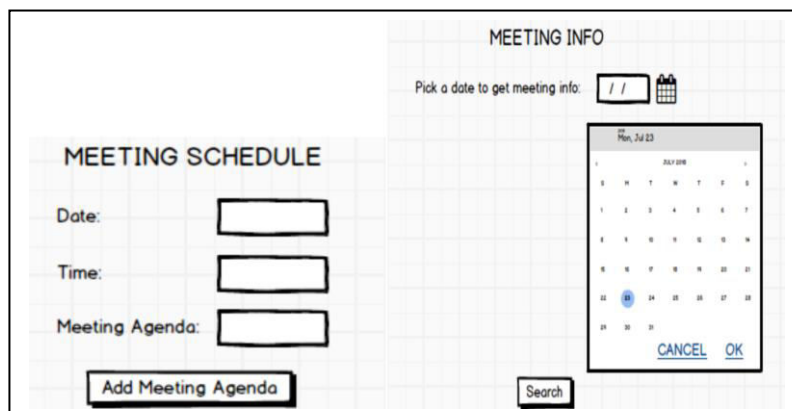 MEETING SCHEDULE
Date:
Time:
Meeting Agenda:
Add Meeting Agenda
MEETING INFO
Pick a date to get meeting info:
/ /
Mon, Jul 23
JULY 2018
S M T W T F S
1 2 3 4 5 6 7
8 9 10 11 12 13 14
15 16 17 18 19 20 21
22 23 24 25 26 27 28
29 30 31
CANCEL OK
Search